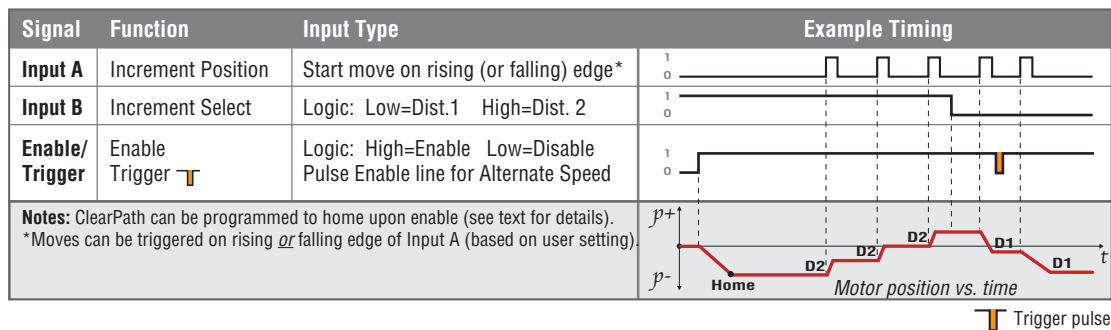 Signal Function Input Type Example Timing
Input A Increment Position Start move on rising (or falling) edge*
1
0
Input B Increment Select Logic: Low=Dist.1 High=Dist. 2
1
0
Enable/ Enable Logic: High=Enable Low=Disable
Trigger Trigger Pulse Enable line for Alternate Speed
1
0
Notes: ClearPath can be programmed to home upon enable (see text for details).
*Moves can be triggered on rising or falling edge of Input A (based on user setting).
p+
D2 D2 D2 D1 D1 t
p- Home Motor position vs. time
Trigger pulse